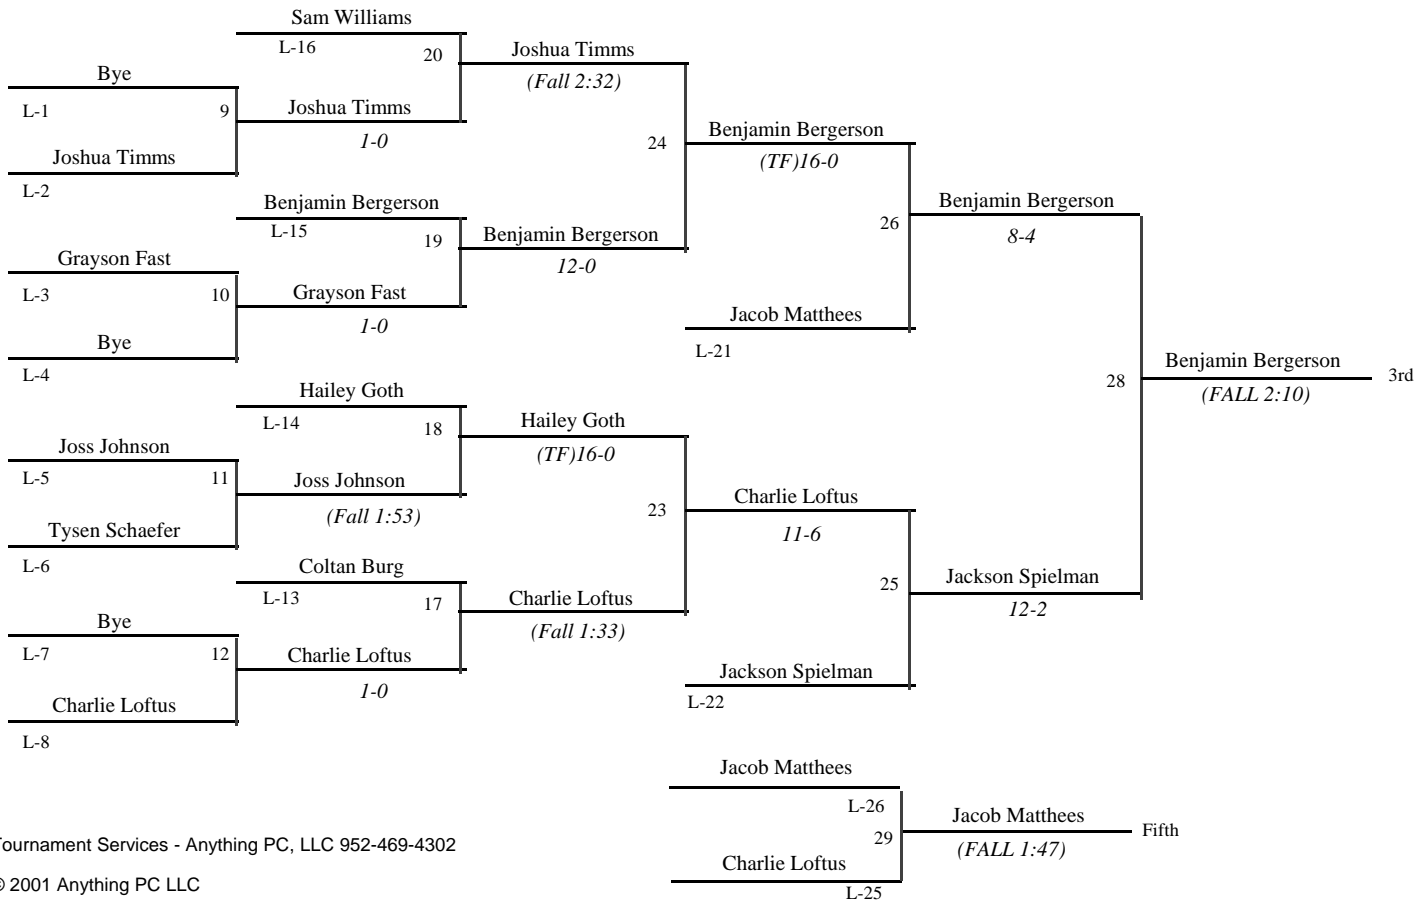 Sam Williams
L-16
20
Joshua Timms
(Fall 2:32)
Bye
L-1
9
Joshua Timms
1-0
Joshua Timms
L-2
24
Benjamin Bergerson
(TF)16-0
Benjamin Bergerson
L-15
19
Benjamin Bergerson
12-0
26
Benjamin Bergerson
8-4
Grayson Fast
L-3
10
Grayson Fast
1-0
Bye
L-4
Jacob Matthees
L-21
28
Benjamin Bergerson
(FALL 2:10)
3rd
Hailey Goth
L-14
18
Hailey Goth
(TF)16-0
Joss Johnson
L-5
11
Joss Johnson
(Fall 1:53)
Tysen Schaefer
L-6
23
Charlie Loftus
11-6
Coltan Burg
L-13
17
Charlie Loftus
(Fall 1:33)
25
Jackson Spielman
12-2
Bye
L-7
12
Charlie Loftus
1-0
Charlie Loftus
L-8
Jackson Spielman
L-22
Jacob Matthees
L-26
29
Jacob Matthees
(FALL 1:47)
Fifth
Charlie Loftus
L-25
Tournament Services - Anything PC, LLC 952-469-4302
© 2001 Anything PC LLC